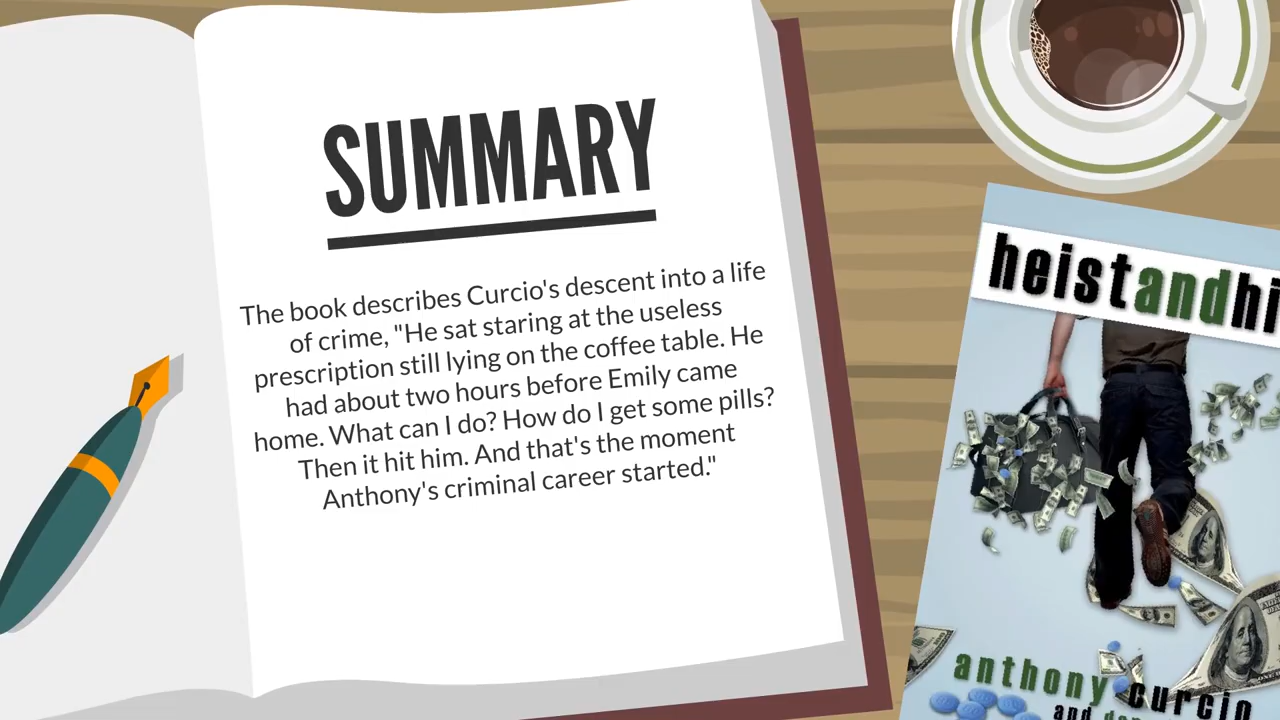 SUMMARY
The book describes Curcio's descent into a life
of crime, "He sat staring at the useless
prescription still lying on the coffee table. He
had about two hours before Emily came
home. What can I do? How do I get some pills?
Then it hit him. And that's the moment
Anthony's criminal career started."
heistandhi
anthony curcio
and